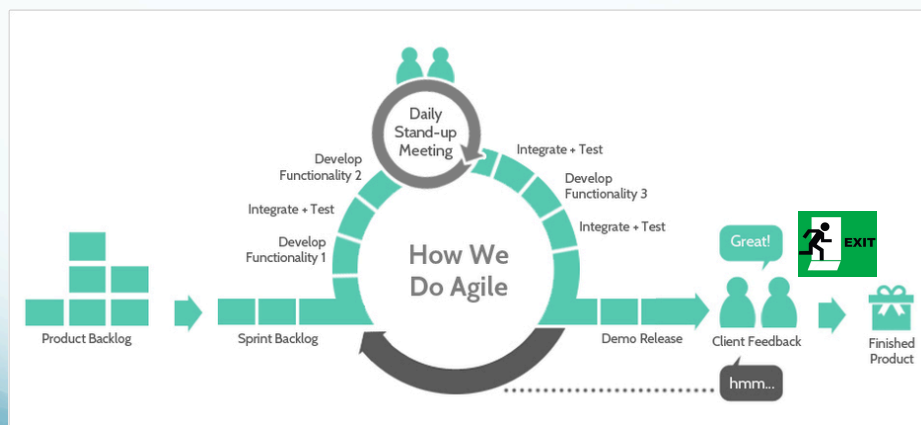 Daily
Stand-up
Meeting
Develop
Functionality 2
Integrate + Test
Integrate + Test
Develop
Functionality 3
Develop
Functionality 1
Integrate + Test
How We
Do Agile
Great!
EXIT
Product Backlog
Sprint Backlog
Demo Release
Client Feedback
Finished
Product
hmm...